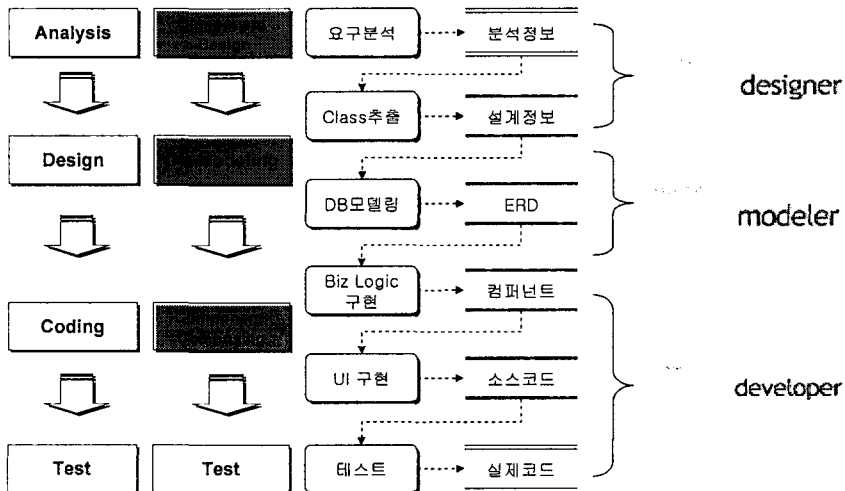 Analysis
Design
Coding
Test
Test
요구분석
분석정보
Class추출
설계정보
DB모델링
ERD
Biz Logic
구현
컴퍼넌트
UI 구현
소스코드
테스트
실제코드
designer
modeler
developer